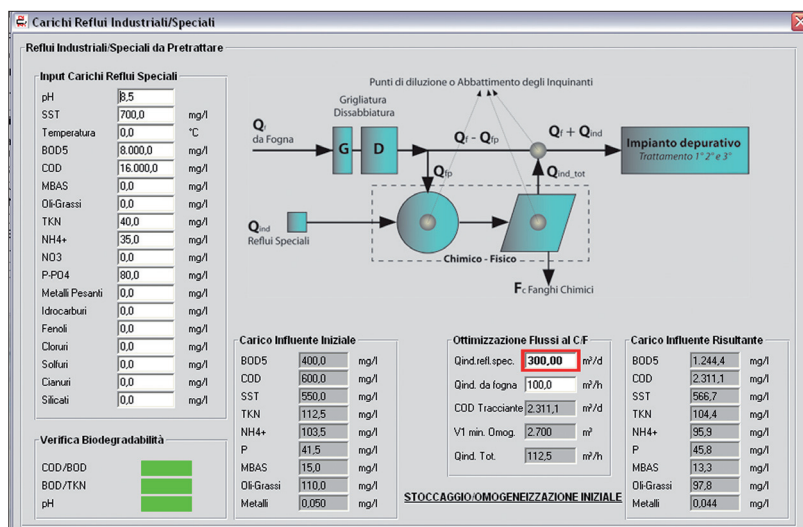 Carichi Reflui Industriali/Speciali
Reflui Industriali/Speciali da Pretrattare
Input Carichi Reflui Speciali
pH 8,5
SST 700,0 mg/l
Temperatura 0,0 °C
BOD5 8.000,0 mg/l
COD 16.000,0 mg/l
MBAS 0,0 mg/l
Oli-Grassi 0,0 mg/l
TKN 40,0 mg/l
NH4+ 35,0 mg/l
NO3 0,0 mg/l
P-PO4 80,0 mg/l
Metalli Pesanti 0,0 mg/l
Idrocarburi 0,0 mg/l
Fenoli 0,0 mg/l
Cloruri 0,0 mg/l
Solfuri 0,0 mg/l
Cianuri 0,0 mg/l
Silicati 0,0 mg/l
Verifica Biodegradabilità
COD/BOD
BOD/TKN
pH
Punti di diluzione o Abbattimento degli Inquinanti
Grigliatura
Dissabbiatura
da Fogna
G
D
Qf - Qfp
Qf + Qind
Impianto depurativo
Trattamento 1° 2° e 3°
Qfp
Qind_tot
Qind
Reflui Speciali
Chimico - Fisico
Fc Fanghi Chimici
Carico Influente Iniziale
BOD5 400,0 mg/l
COD 600,0 mg/l
SST 550,0 mg/l
TKN 112,5 mg/l
NH4+ 103,5 mg/l
P 41,5 mg/l
MBAS 15,0 mg/l
Oli-Grassi 110,0 mg/l
Metalli 0,050 mg/l
Ottimizzazione Flussi al C/F
Qind.refl.spec. 300,00 m³/d
Qind. da fogna 100,0 m³/h
COD Tracciante 2.311,1 m³/d
V1 min. Omog. 2.700 m³
Qind. Tot. 112,5 m³/h
STOCCAGGIO/OMOGENEIZZAZIONE INIZIALE
Carico Influente Risultante
BOD5 1.244,4 mg/l
COD 2.311,1 mg/l
SST 566,7 mg/l
TKN 104,4 mg/l
NH4+ 95,9 mg/l
P 45,8 mg/l
MBAS 13,3 mg/l
Oli-Grassi 97,8 mg/l
Metalli 0,044 mg/l